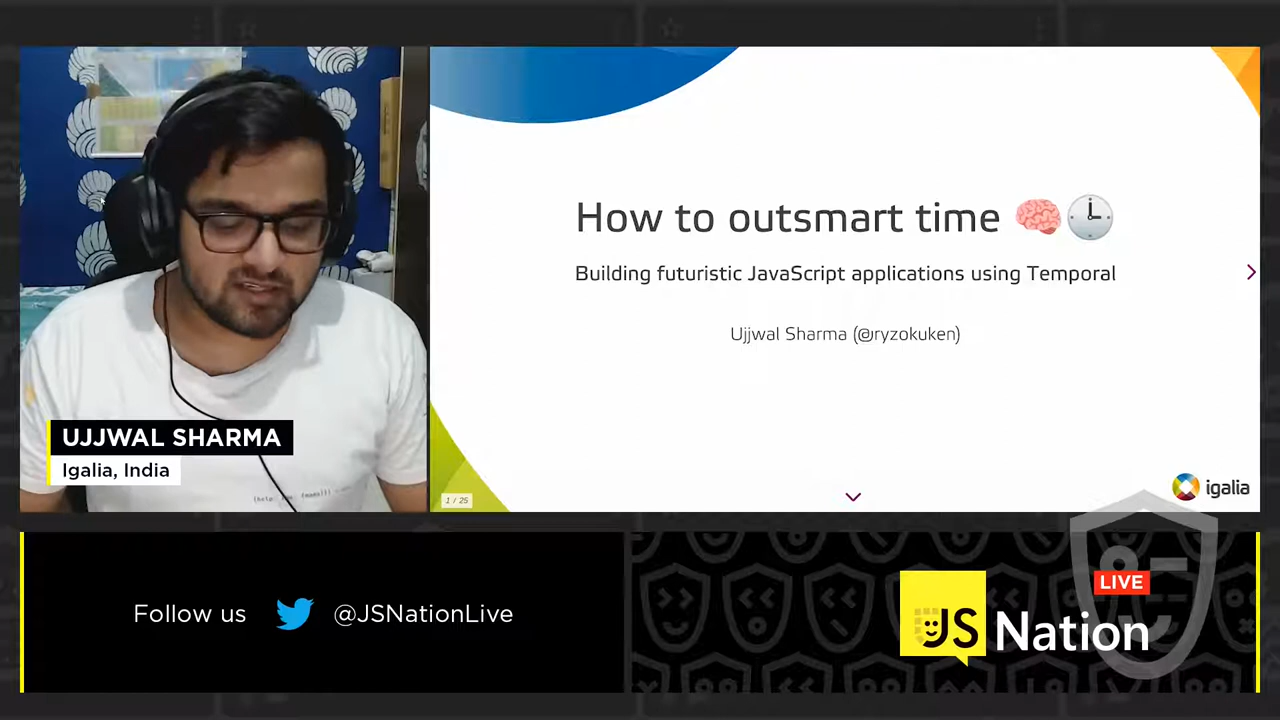 How to outsmart time
Building futuristic JavaScript applications using Temporal
Ujjwal Sharma (@ryzokuken)
UJJWAL SHARMA
Igalia, India
1 / 25
igalia
Follow us @JSNationLive
LIVE
JS Nation